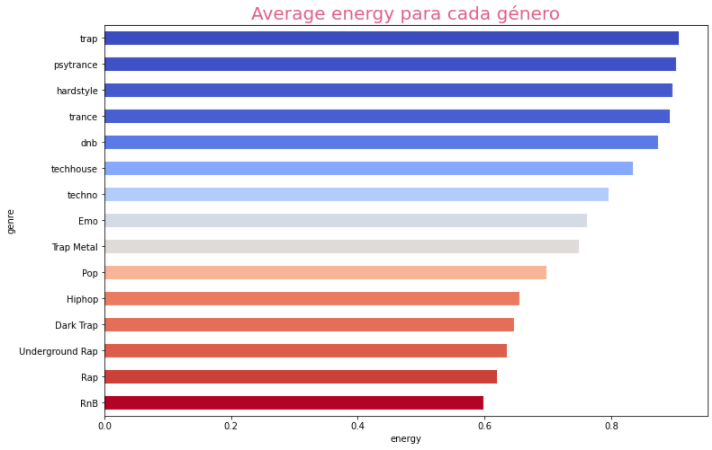 Average energy para cada género
genre
trap
psytrance
hardstyle
trance
dnb
techhouse
techno
Emo
Trap Metal
Pop
Hiphop
Dark Trap
Underground Rap
Rap
RnB
0.0 0.2 0.4 0.6 0.8
energy